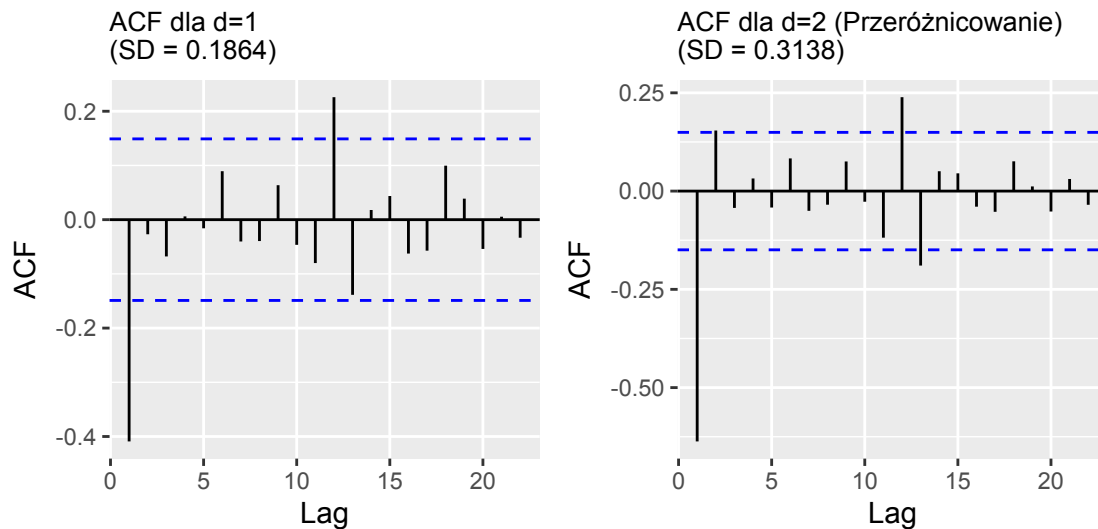 ACF dla d=1
(SD = 0.1864)
ACF
0.2
0.0
-0.2
-0.4
0
5
10
15
20
Lag
ACF dla d=2 (Przeróżnicowanie)
(SD = 0.3138)
ACF
0.25
0.00
-0.25
-0.50
0
5
10
15
20
Lag